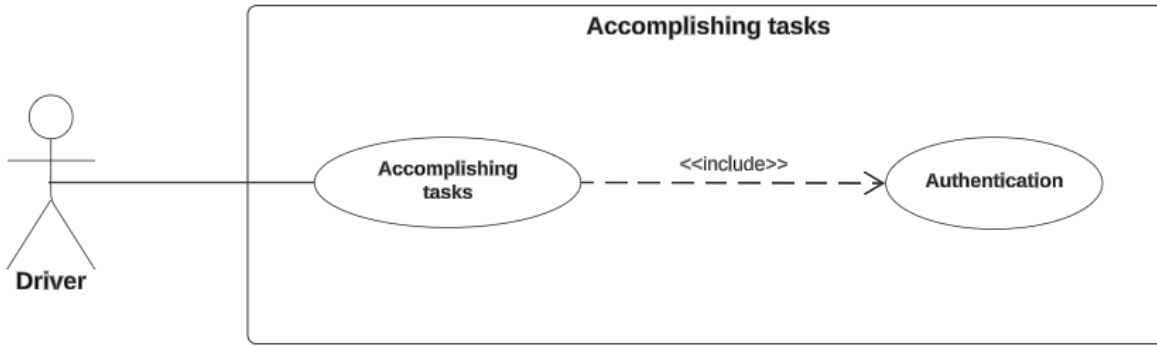 Accomplishing tasks
Accomplishing
tasks
<<include>>
Authentication
Driver